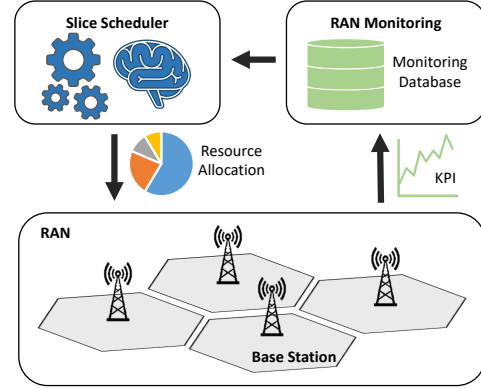 Slice Scheduler
RAN Monitoring
Monitoring
Database
Resource
Allocation
KPI
RAN
Base Station